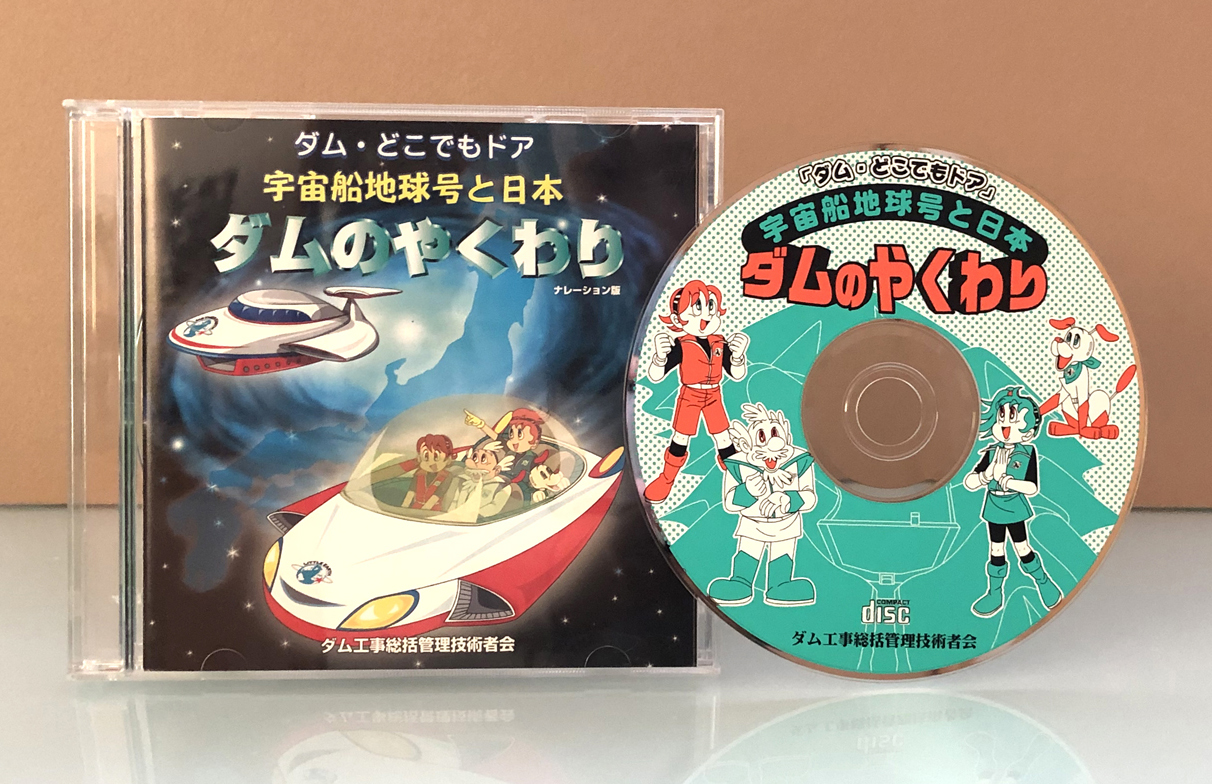 ダム・どこでもドア
宇宙船地球号と日本
ダムのやくわり
ナレーション版
ダム工事総括管理技術者会
「ダム・どこでもドア」
宇宙船地球号と日本
ダムのやくわり
COMPACT
disc
ダム工事総括管理技術者会